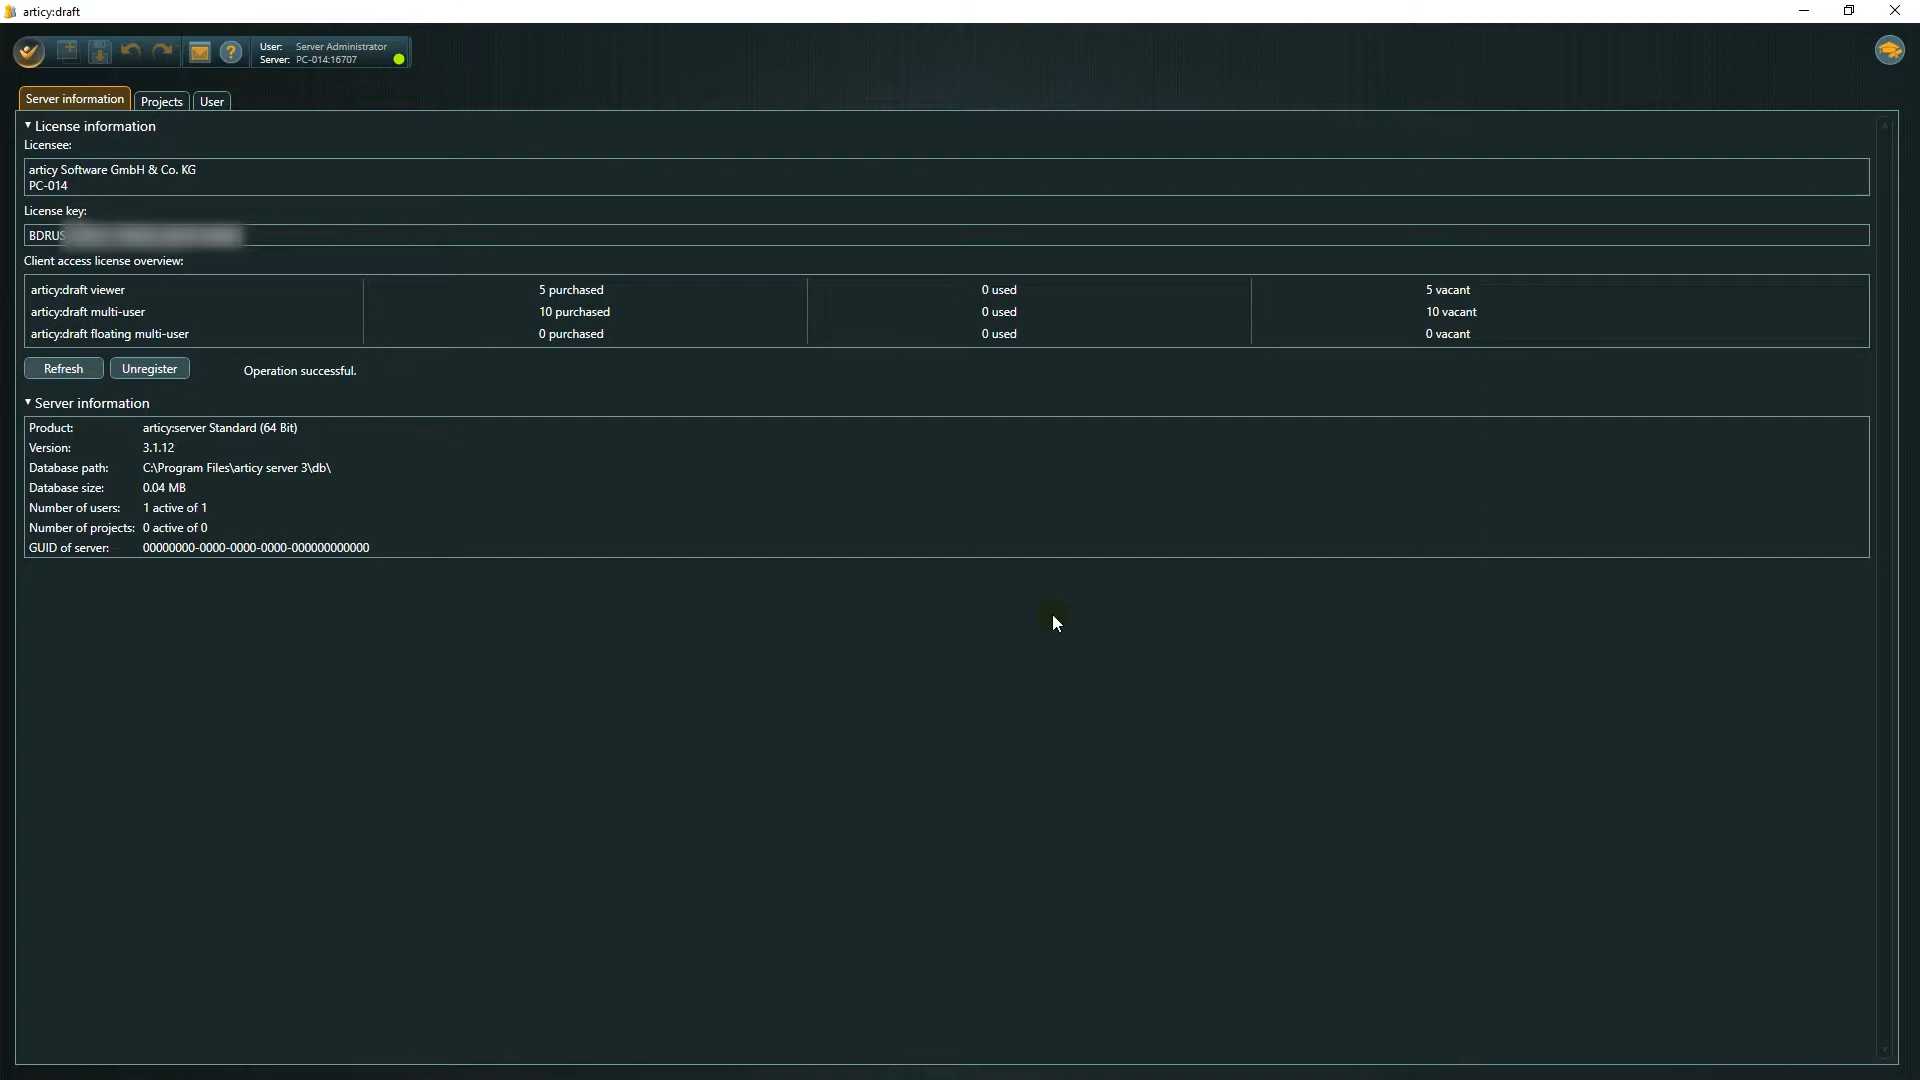 articy:draft
User: Server Administrator
Server: PC-014:16707
Server information Projects User
License information
Licensee:
articy Software GmbH & Co. KG
PC-014
License key:
BDRUS
Client access license overview:
articy:draft viewer 5 purchased 0 used 5 vacant
articy:draft multi-user 10 purchased 0 used 10 vacant
articy:draft floating multi-user 0 purchased 0 used 0 vacant
Refresh Unregister Operation successful.
Server information
Product: articy:server Standard (64 Bit)
Version: 3.1.12
Database path: C:\Program Files\articy server 3\db\
Database size: 0.04 MB
Number of users: 1 active of 1
Number of projects: 0 active of 0
GUID of server: 00000000-0000-0000-0000-000000000000